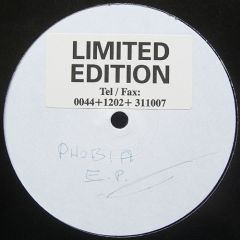 LIMITED
EDITION
Tel / Fax:
0044+1202+ 311007
PHOBIA
E.P.